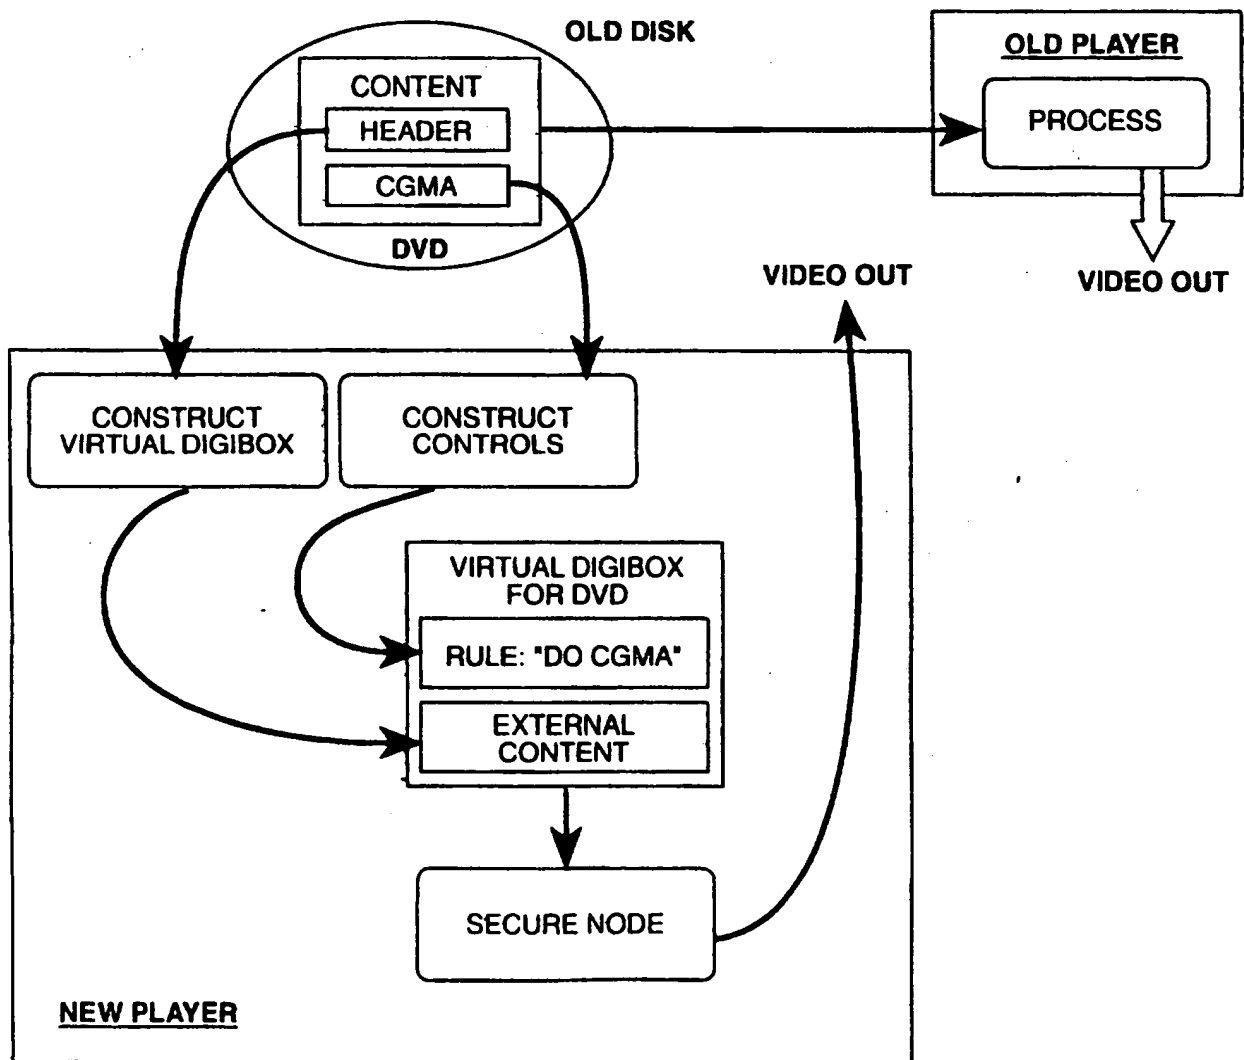 OLD DISK
CONTENT
HEADER
CGMA
DVD
OLD PLAYER
PROCESS
VIDEO OUT
VIDEO OUT
CONSTRUCT
VIRTUAL DIGIBOX
CONSTRUCT
CONTROLS
VIRTUAL DIGIBOX
FOR DVD
RULE: "DO CGMA"
EXTERNAL
CONTENT
SECURE NODE
NEW PLAYER